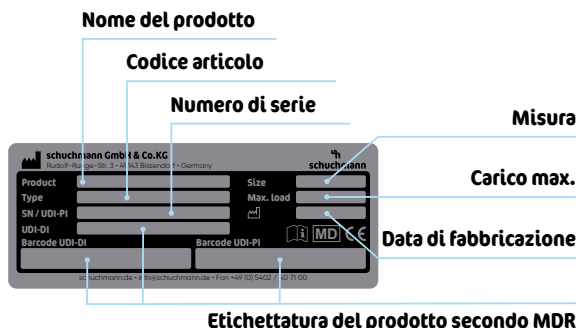 Nome del prodotto
Codice articolo
Numero di serie
Misura
schuchmann GmbH & Co.KG
Rudolf-Runge-Str. 3 • 49143 Bissendorf • Germany
schuchmann
Carico max.
Product
Size
Type
Max. load
SN / UDI-PI
UDI-DI
MD CE
Data di fabbricazione
Barcode UDI-DI
Barcode UDI-PI
schuchmann.de • info@schuchmann.de • Fon +49 (0) 5402 / 40 71 00
Etichettatura del prodotto secondo MDR